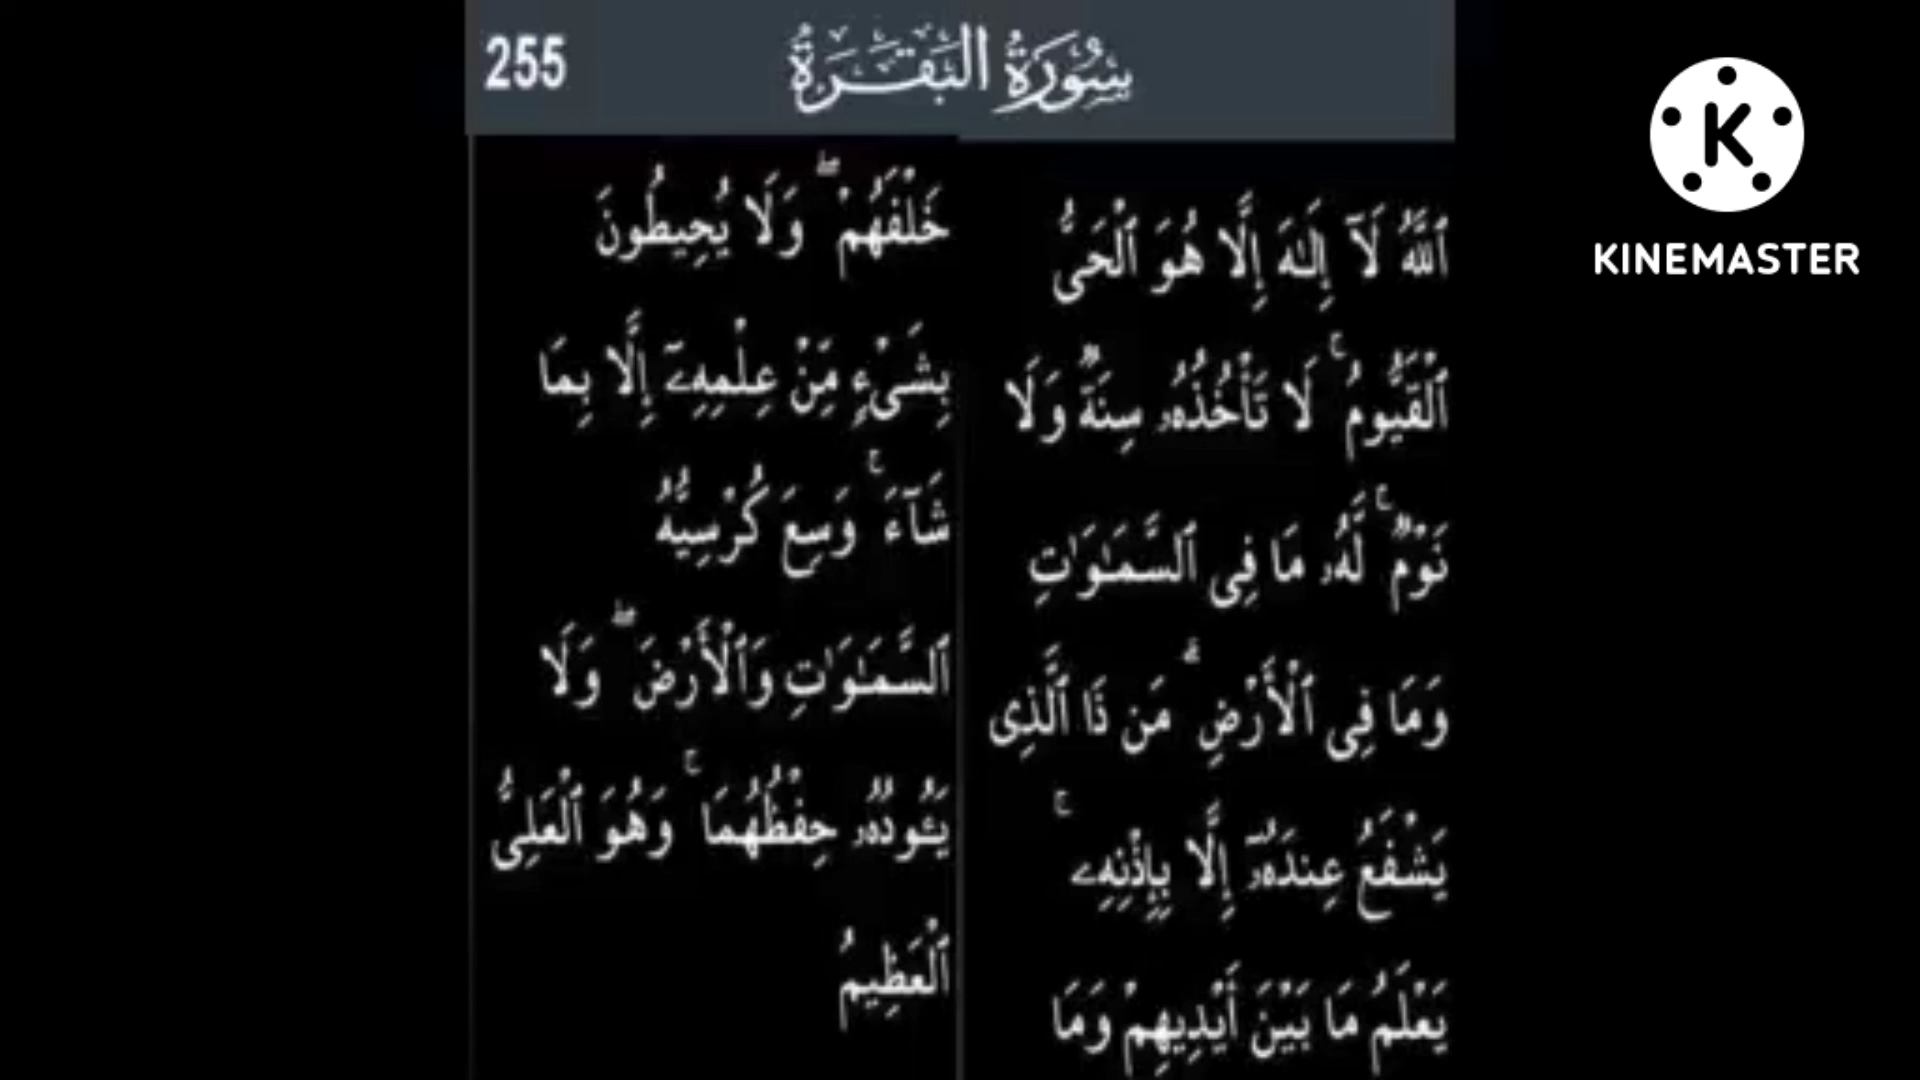 255
سُورَةُ البَقَرَةِ
ٱللَّهُ لَآ إِلَـٰهَ إِلَّا هُوَ ٱلْحَىُّ
ٱلْقَيُّومُ ۚ لَا تَأْخُذُهُۥ سِنَةٌ وَلَا
نَوْمٌ ۚ لَّهُۥ مَا فِى ٱلسَّمَـٰوَٰتِ
وَمَا فِى ٱلْأَرْضِ ۗ مَن ذَا ٱلَّذِى
يَشْفَعُ عِندَهُۥٓ إِلَّا بِإِذْنِهِۦ ۚ
يَعْلَمُ مَا بَيْنَ أَيْدِيهِمْ وَمَا
خَلْفَهُمْ ۖ وَلَا يُحِيطُونَ
بِشَىْءٍ مِّنْ عِلْمِهِۦٓ إِلَّا بِمَا
شَآءَ ۚ وَسِعَ كُرْسِيُّهُ
ٱلسَّمَـٰوَٰتِ وَٱلْأَرْضَ ۖ وَلَا
يَـُٔودُهُۥ حِفْظُهُمَا ۚ وَهُوَ ٱلْعَلِىُّ
ٱلْعَظِيمُ
K
KINEMASTER